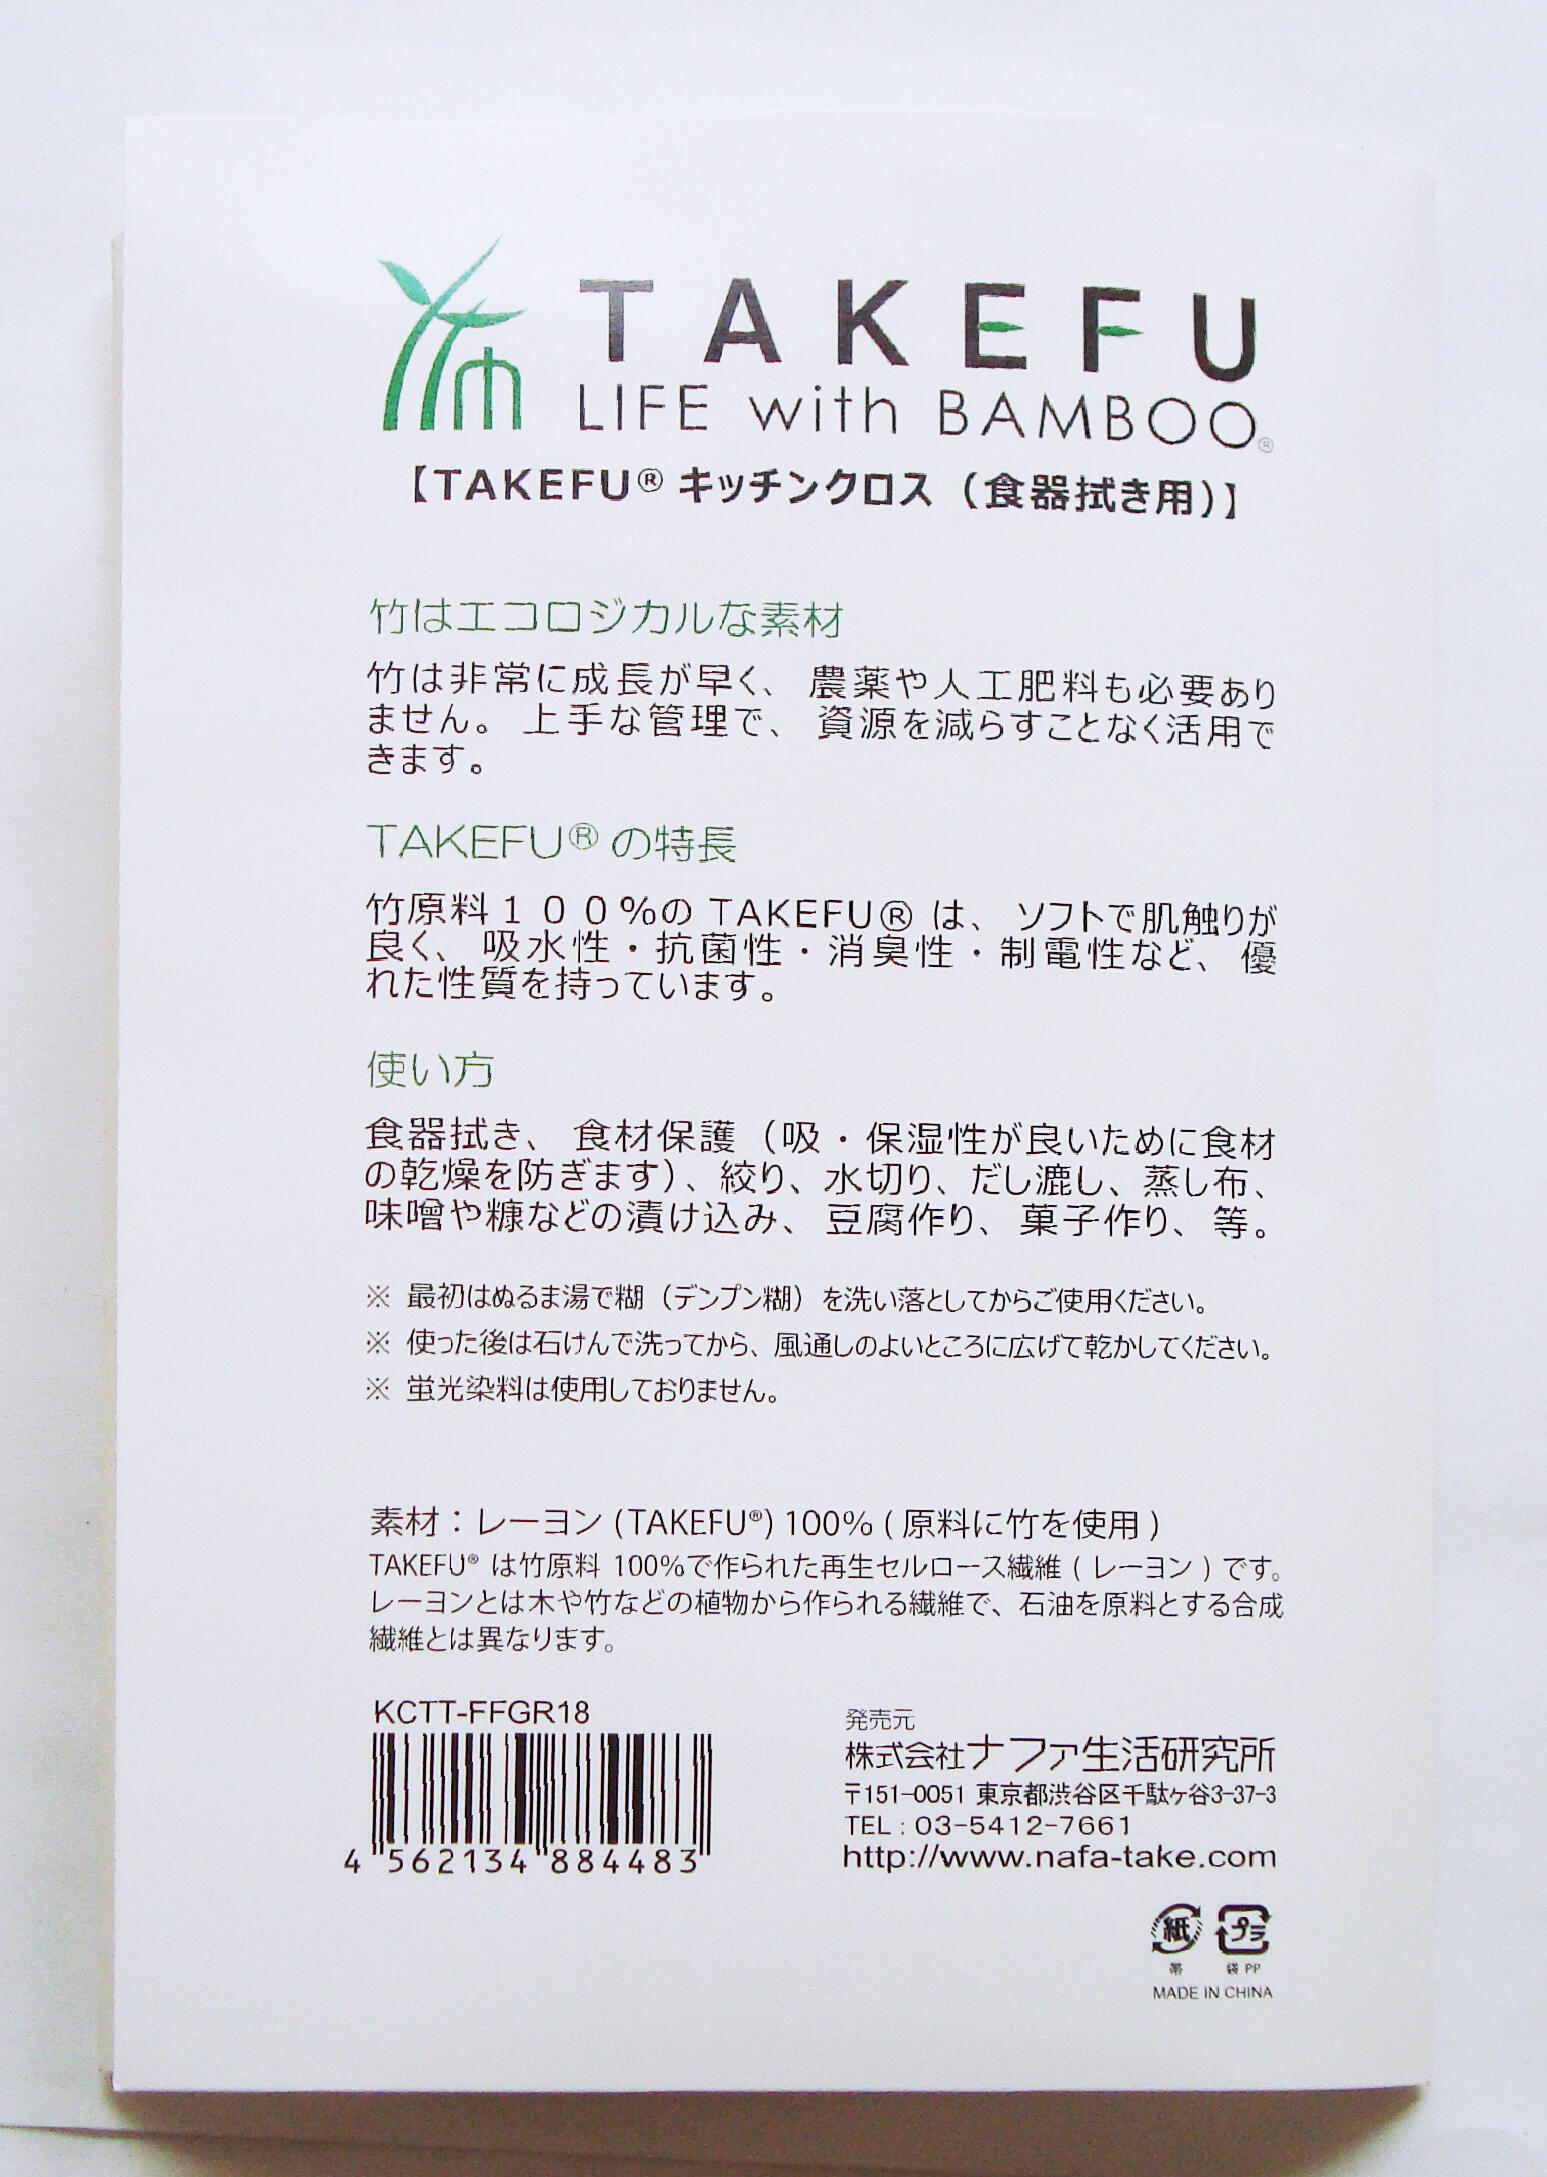 TAKEFU
LIFE with BAMBOO®
【TAKEFU® キッチンクロス（食器拭き用）】
竹はエコロジカルな素材
竹は非常に成長が早く、農薬や人工肥料も必要あり
ません。上手な管理で、資源を減らすことなく活用で
きます。
TAKEFU® の特長
竹原料１００％の TAKEFU® は、ソフトで肌触りが
良く、吸水性・抗菌性・消臭性・制電性など、優
れた性質を持っています。
使い方
食器拭き、食材保護（吸・保湿性が良いために食材
の乾燥を防ぎます）、絞り、水切り、だし漉し、蒸し布、
味噌や糠などの漬け込み、豆腐作り、菓子作り、等。
※ 最初はぬるま湯で糊（デンプン糊）を洗い落としてからご使用ください。
※ 使った後は石けんで洗ってから、風通しのよいところに広げて乾かしてください。
※ 蛍光染料は使用しておりません。
素材：レーヨン (TAKEFU®) 100% ( 原料に竹を使用 )
TAKEFU® は竹原料 100%で作られた再生セルロース繊維 ( レーヨン ) です。
レーヨンとは木や竹などの植物から作られる繊維で、石油を原料とする合成
繊維とは異なります。
KCTT-FFGR18
4 562134 884483
発売元
株式会社ナファ生活研究所
〒151-0051 東京都渋谷区千駄ヶ谷3-37-3
TEL : 03-5412-7661
http://www.nafa-take.com
紙 プラ
帯 袋 PP
MADE IN CHINA